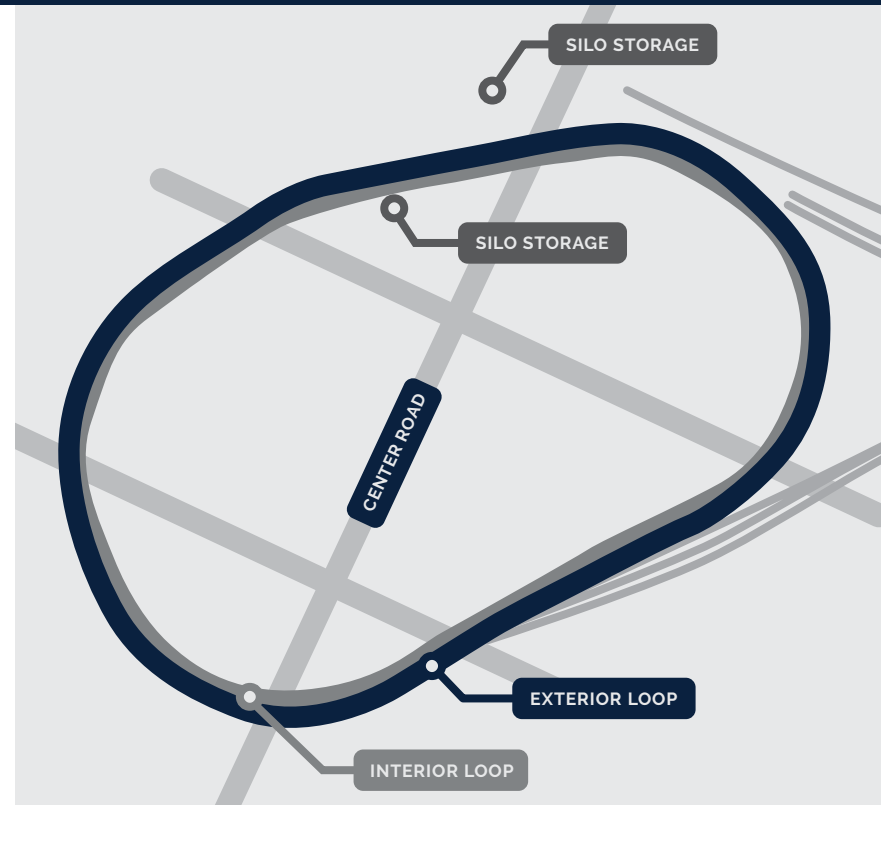 SILO STORAGE
SILO STORAGE
CENTER ROAD
EXTERIOR LOOP
INTERIOR LOOP